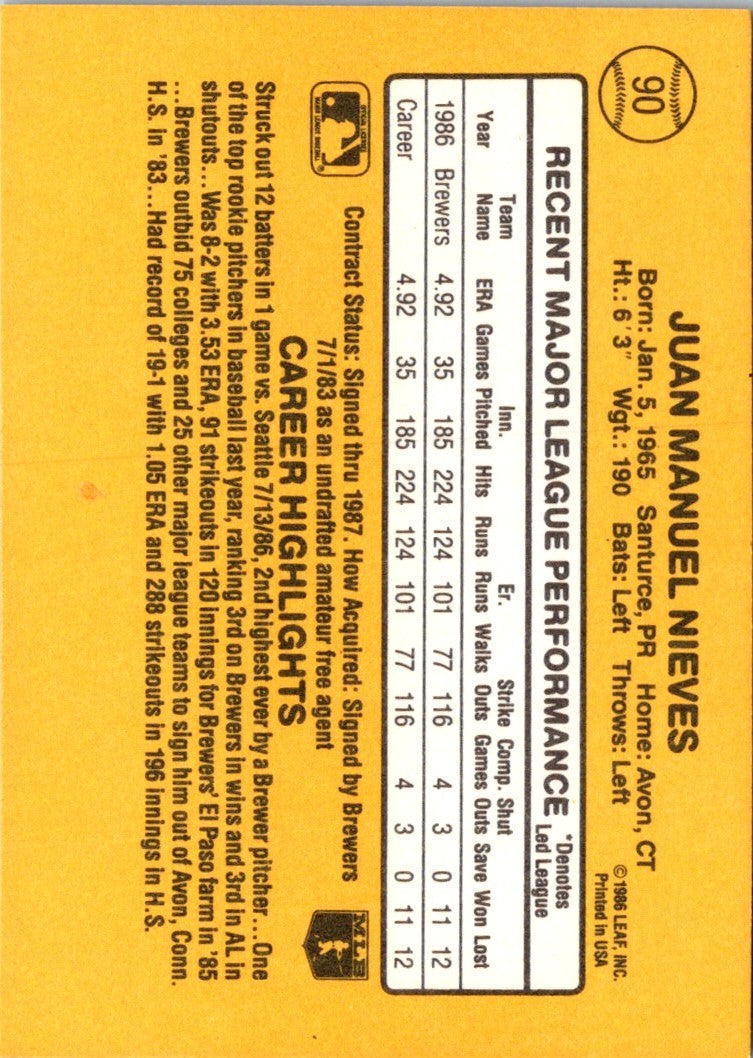 90
JUAN MANUEL NIEVES
Born: Jan. 5, 1965 Santurce, PR Home: Avon, CT
Ht.: 6'3" Wgt.: 190 Bats: Left Throws: Left
© 1986 LEAF, INC.
Printed in USA
RECENT MAJOR LEAGUE PERFORMANCE *Denotes Led League
Year Team Name ERA Games Inn. Pitched Hits Runs Er. Runs Walks Strike Outs Comp. Games Shut Outs Save Won Lost
1986 Brewers 4.92 35 185 224 124 101 77 116 4 3 0 11 12
Career 4.92 35 185 224 124 101 77 116 4 3 0 11 12
OFFICIAL LICENSEE
MAJOR LEAGUE BASEBALL ®
Contract Status: Signed thru 1987. How Acquired: Signed by Brewers
7/1/83 as an undrafted amateur free agent
MLB
CAREER HIGHLIGHTS
Struck out 12 batters in 1 game vs. Seattle 7/13/86, 2nd highest ever by a Brewer pitcher...One
of the top rookie pitchers in baseball last year, ranking 3rd on Brewers in wins and 3rd in AL in
shutouts...Was 8-2 with 3.53 ERA, 91 strikeouts in 120 innings for Brewers' El Paso farm in '85
...Brewers outbid 75 colleges and 25 other major league teams to sign him out of Avon, Conn.
H.S. in '83...Had record of 19-1 with 1.05 ERA and 288 strikeouts in 196 innings in H.S.